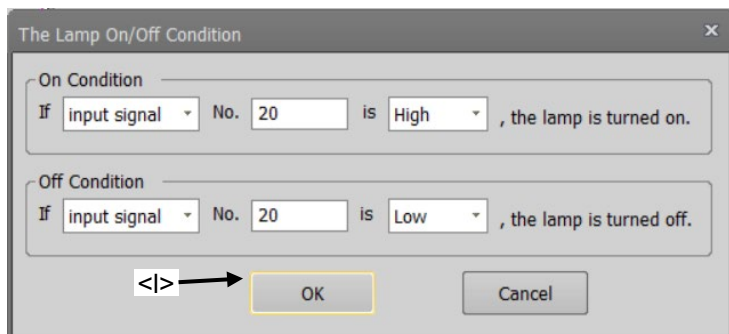 The Lamp On/Off Condition ×
On Condition
If input signal No. 20 is High , the lamp is turned on.
Off Condition
If input signal No. 20 is Low , the lamp is turned off.
<I> OK Cancel